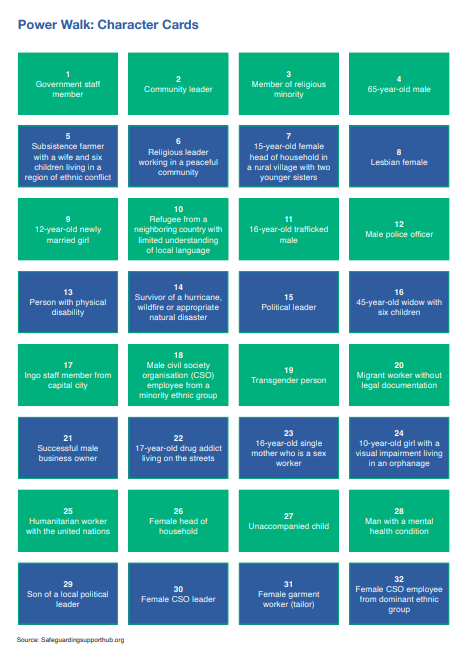 Power Walk: Character Cards
1
Government staff
member
2
Community leader
3
Member of religious
minority
4
65-year-old male
5
Subsistence farmer
with a wife and six
children living in a
region of ethnic conflict
6
Religious leader
working in a peaceful
community
7
15-year-old female
head of household in
a rural village with two
younger sisters
8
Lesbian female
9
12-year-old newly
married girl
10
Refugee from a
neighboring country with
limited understanding
of local language
11
16-year-old trafficked
male
12
Male police officer
13
Person with physical
disability
14
Survivor of a hurricane,
wildfire or appropriate
natural disaster
15
Political leader
16
45-year-old widow with
six children
17
Ingo staff member from
capital city
18
Male civil society
organisation (CSO)
employee from a
minority ethnic group
19
Transgender person
20
Migrant worker without
legal documentation
21
Successful male
business owner
22
17-year-old drug addict
living on the streets
23
16-year-old single
mother who is a sex
worker
24
10-year-old girl with a
visual impairment living
in an orphanage
25
Humanitarian worker
with the united nations
26
Female head of
household
27
Unaccompanied child
28
Man with a mental
health condition
29
Son of a local political
leader
30
Female CSO leader
31
Female garment
worker (tailor)
32
Female CSO employee
from dominant ethnic
group
Source: Safeguardingsupporthub.org